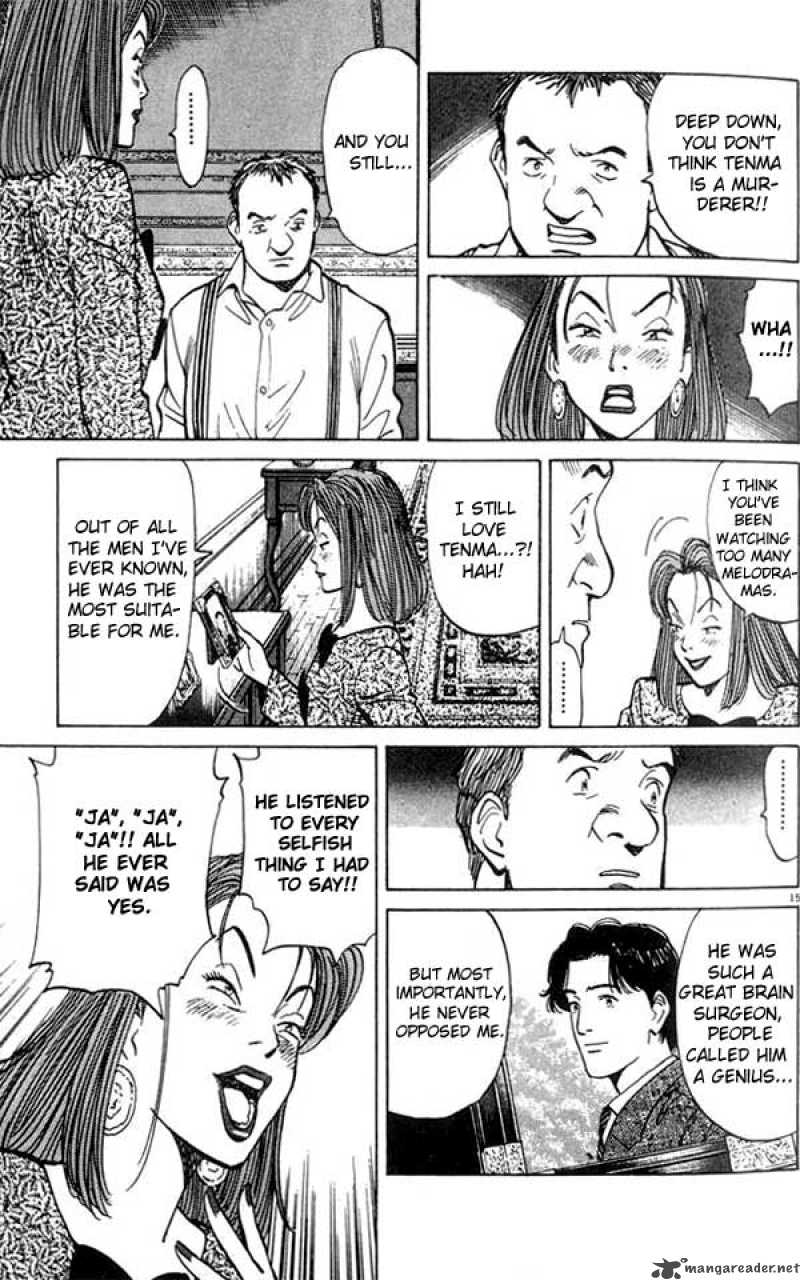 DEEP DOWN,
YOU DON'T
THINK TENMA
IS A MUR-
DERER!!
WHA
...!!
AND YOU
STILL...
.........
I THINK
YOU'VE
BEEN
WATCHING
TOO MANY
MELODRA-
MAS.
.........
I STILL
LOVE
TENMA...?!
HAH!
OUT OF ALL
THE MEN I'VE
EVER KNOWN,
HE WAS THE
MOST SUITA-
BLE FOR ME.
.........
15
HE WAS
SUCH A
GREAT BRAIN
SURGEON,
PEOPLE
CALLED HIM
A GENIUS...
BUT MOST
IMPORTANTLY,
HE NEVER
OPPOSED ME.
HE LISTENED
TO EVERY
SELFISH
THING I HAD
TO SAY!!
"JA", "JA",
"JA"!! ALL
HE EVER
SAID WAS
YES.
mangareader.net